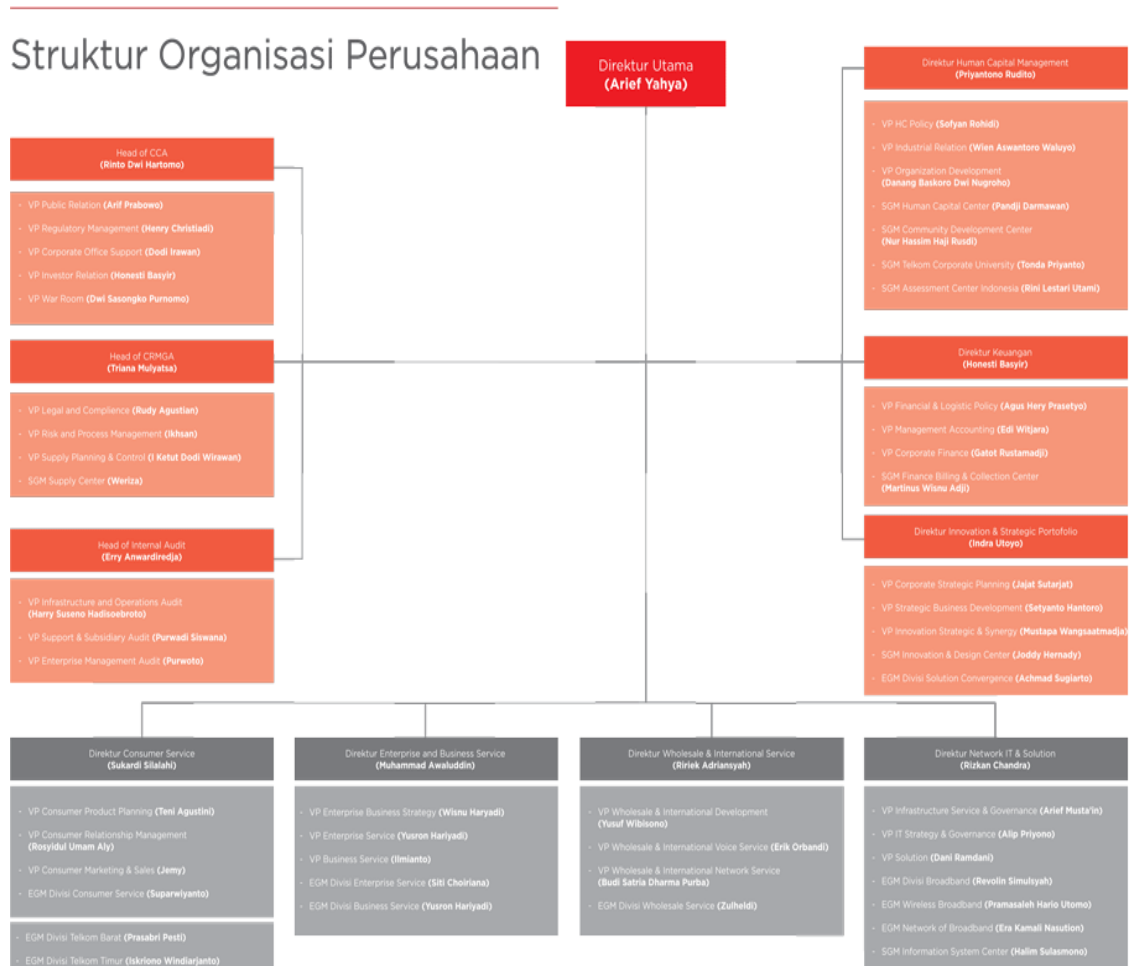 Struktur Organisasi Perusahaan
Direktur Utama
(Arief Yahya)
Head of CCA
(Rinto Dwi Hartomo)
- VP Public Relation (Arif Prabowo)
- VP Regulatory Management (Henry Christiadi)
- VP Corporate Office Support (Dodi Irawan)
- VP Investor Relation (Honesti Basyir)
- VP War Room (Dwi Sasongko Purnomo)
Head of CRMGA
(Triana Mulyatsa)
- VP Legal and Complience (Rudy Agustian)
- VP Risk and Process Management (Ikhsan)
- VP Supply Planning & Control (I Ketut Dodi Wirawan)
- SGM Supply Center (Weriza)
Head of Internal Audit
(Erry Anwardiredja)
- VP Infrastructure and Operations Audit
(Harry Suseno Hadisoebroto)
- VP Support & Subsidiary Audit (Purwadi Siswana)
- VP Enterprise Management Audit (Purwoto)
Direktur Human Capital Management
(Priyantono Rudito)
- VP HC Policy (Sofyan Rohidi)
- VP Industrial Relation (Wien Aswantoro Waluyo)
- VP Organization Development
(Danang Baskoro Dwi Nugroho)
- SGM Human Capital Center (Pandji Darmawan)
- SGM Community Development Center
(Nur Hassim Haji Rusdi)
- SGM Telkom Corporate University (Tonda Priyanto)
- SGM Assessment Center Indonesia (Rini Lestari Utami)
Direktur Keuangan
(Honesti Basyir)
- VP Financial & Logistic Policy (Agus Hery Prasetyo)
- VP Management Accounting (Edi Witjara)
- VP Corporate Finance (Gatot Rustamadji)
- SGM Finance Billing & Collection Center
(Martinus Wisnu Adji)
Direktur Innovation & Strategic Portofolio
(Indra Utoyo)
- VP Corporate Strategic Planning (Jajat Sutarjat)
- VP Strategic Business Development (Setyanto Hantoro)
- VP Innovation Strategic & Synergy (Mustapa Wangsaatmadja)
- SGM Innovation & Design Center (Joddy Hernady)
- EGM Divisi Solution Convergence (Achmad Sugiarto)
Direktur Consumer Service
(Sukardi Silalahi)
- VP Consumer Product Planning (Teni Agustini)
- VP Consumer Relationship Management
(Rosyidul Umam Aly)
- VP Consumer Marketing & Sales (Jemy)
- EGM Divisi Consumer Service (Suparwiyanto)
- EGM Divisi Telkom Barat (Prasabri Pesti)
- EGM Divisi Telkom Timur (Iskriono Windiarjanto)
Direktur Enterprise and Business Service
(Muhammad Awaluddin)
- VP Enterprise Business Strategy (Wisnu Haryadi)
- VP Enterprise Service (Yusron Hariyadi)
- VP Business Service (Ilmianto)
- EGM Divisi Enterprise Service (Siti Choiriana)
- EGM Divisi Business Service (Yusron Hariyadi)
Direktur Wholesale & International Service
(Ririek Adriansyah)
- VP Wholesale & International Development
(Yusuf Wibisono)
- VP Wholesale & International Voice Service (Erik Orbandi)
- VP Wholesale & International Network Service
(Budi Satria Dharma Purba)
- EGM Divisi Wholesale Service (Zulheldi)
Direktur Network IT & Solution
(Rizkan Chandra)
- VP Infrastructure Service & Governance (Arief Musta'in)
- VP IT Strategy & Governance (Alip Priyono)
- VP Solution (Dani Ramdani)
- EGM Divisi Broadband (Revolin Simulsyah)
- EGM Wireless Broadband (Pramasaleh Hario Utomo)
- EGM Network of Broadband (Era Kamali Nasution)
- SGM Information System Center (Halim Sulasmono)